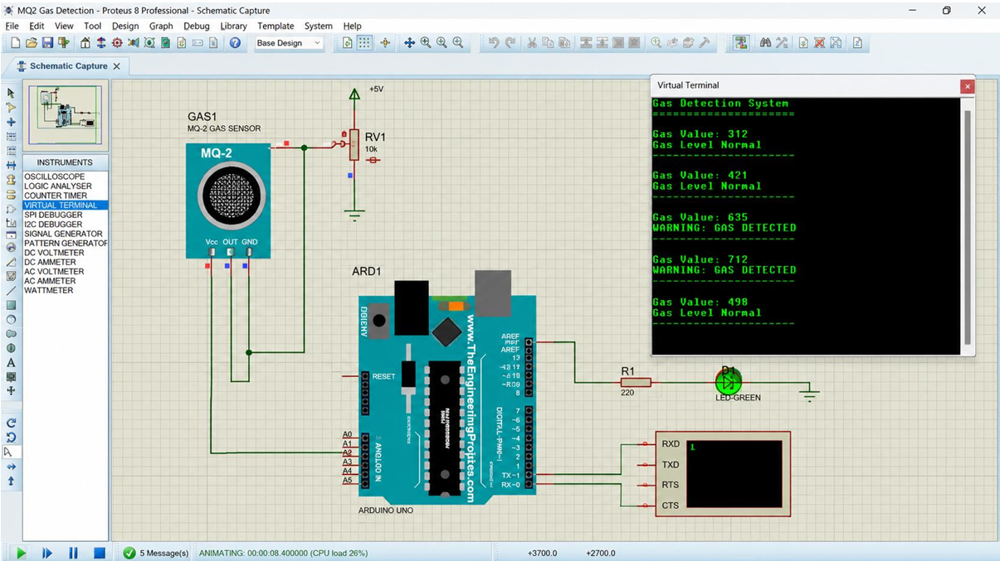 MQ2 Gas Detection - Proteus 8 Professional - Schematic Capture
File Edit View Tool Design Graph Debug Library Template System Help
Base Design
Schematic Capture
INSTRUMENTS
OSCILLOSCOPE
LOGIC ANALYSER
COUNTER TIMER
VIRTUAL TERMINAL
SPI DEBUGGER
I2C DEBUGGER
SIGNAL GENERATOR
PATTERN GENERATOR
DC VOLTMETER
DC AMMETER
AC VOLTMETER
AC AMMETER
WATTMETER
GAS1
MQ-2 GAS SENSOR
MQ-2
Vcc OUT GND
+5V
RV1
10k
ARD1
RESET
A0
A1
A2
A3
A4
A5
ANALOG IN
www.TheEngineeringProjtes.com
AREF
AREF
13
8
7
~6
~5
~4
~3
2
1
TX~1
RX~0
ARDUINO UNO
R1
220
D1
LED-GREEN
RXD
TXD
RTS
CTS
Virtual Terminal
Gas Detection System
=====================
Gas Value: 312
Gas Level Normal
---------------------
Gas Value: 421
Gas Level Normal
---------------------
Gas Value: 635
WARNING: GAS DETECTED
---------------------
Gas Value: 712
WARNING: GAS DETECTED
---------------------
Gas Value: 498
Gas Level Normal
---------------------
5 Message(s)
ANIMATING: 00:00:08.400000 (CPU load 26%)
+3700.0
+2700.0